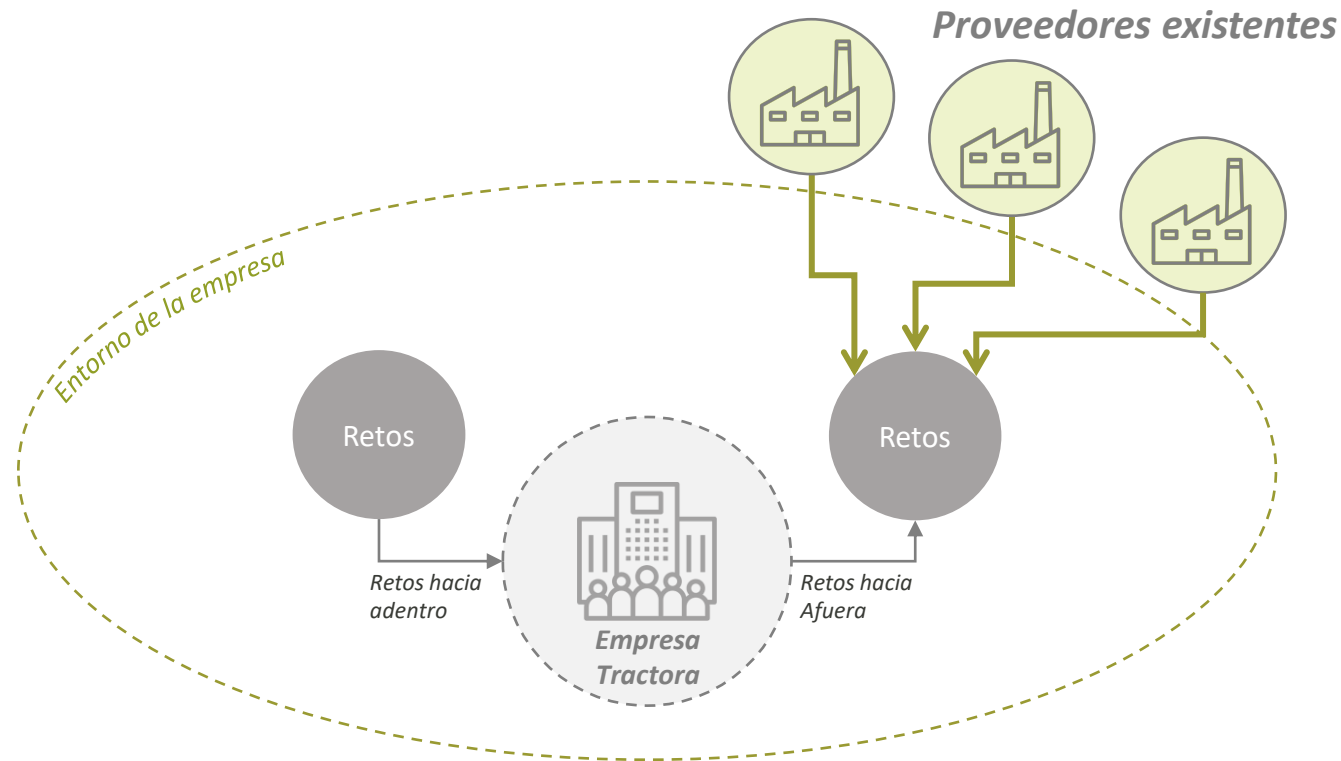 Proveedores existentes
Entorno de la empresa
Retos
Retos
Retos hacia
adentro
Retos hacia
Afuera
Empresa
Tractora